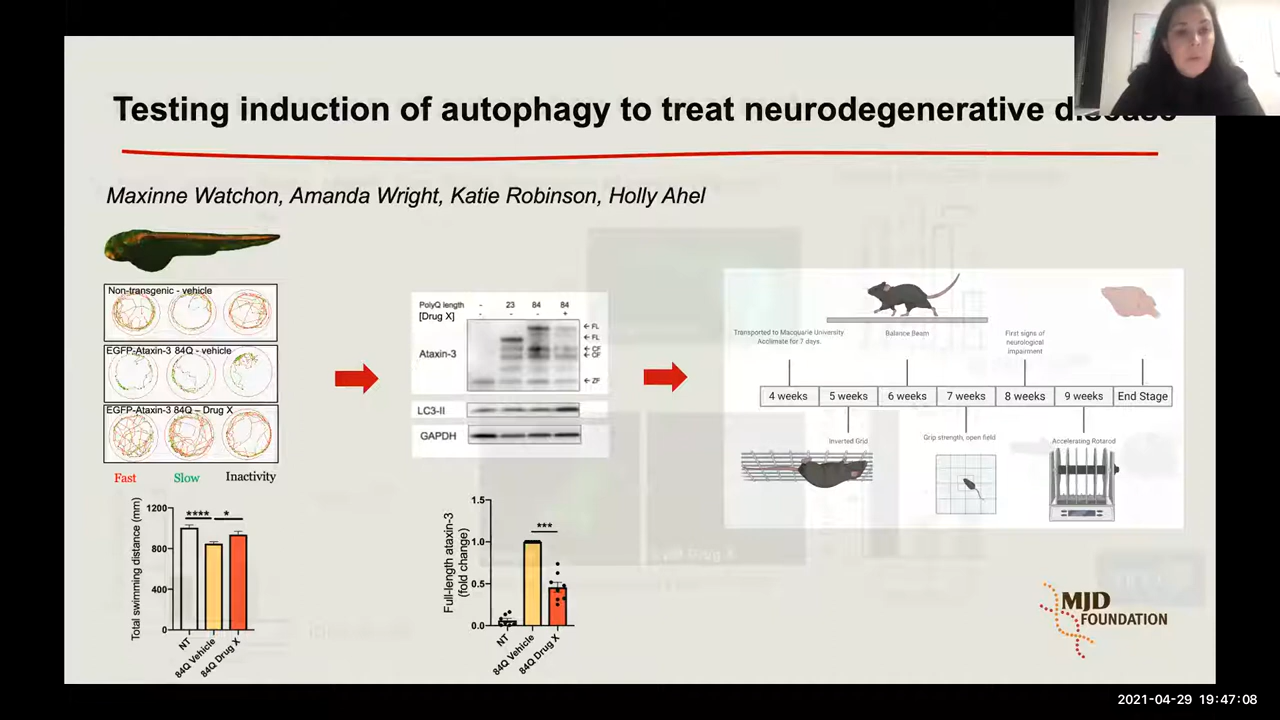 Testing induction of autophagy to treat neurodegenerative disease
Maxinne Watchon, Amanda Wright, Katie Robinson, Holly Ahel
Non-transgenic - vehicle
EGFP-Ataxin-3 84Q - vehicle
EGFP-Ataxin-3 84Q – Drug X
Fast Slow Inactivity
PolyQ length - 23 84 84
[Drug X] +
Ataxin-3
← FL
← FL
← CF
← CF
← ZF
LC3-II
GAPDH
Transported to Macquarie University
Acclimate for 7 days.
Balance Beam
First signs of
neurological
impairment
4 weeks 5 weeks 6 weeks 7 weeks 8 weeks 9 weeks End Stage
Inverted Grid
Grip strength, open field
Accelerating Rotarod
Total swimming distance (mm)
1200
800
400
0
**** *
NT
84Q Vehicle
84Q Drug X
Full-length ataxin-3
(fold change)
1.5
1.0
0.5
0.0
***
NT
84Q Vehicle
84Q Drug X
MJD
FOUNDATION
2021-04-29 19:47:08